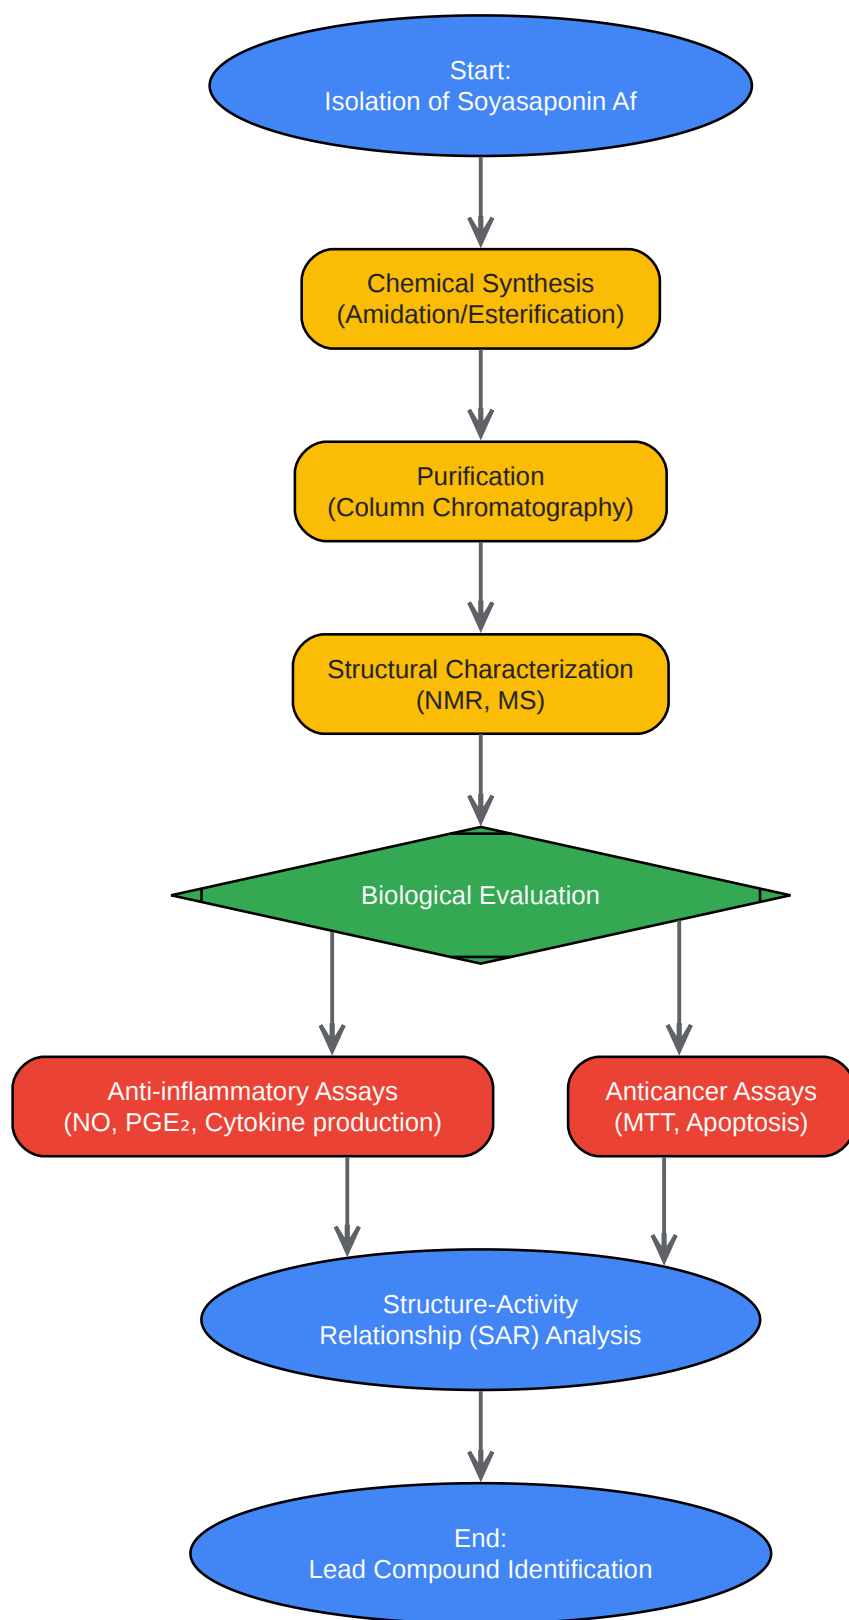 Start:
Isolation of Soyasaponin Af
Chemical Synthesis
(Amidation/Esterification)
Purification
(Column Chromatography)
Structural Characterization
(NMR, MS)
Biological Evaluation
Anti-inflammatory Assays
(NO, PGE₂, Cytokine production)
Anticancer Assays
(MTT, Apoptosis)
Structure-Activity
Relationship (SAR) Analysis
End:
Lead Compound Identification